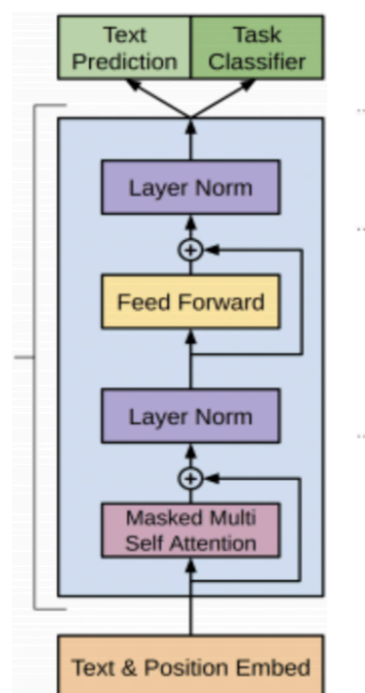 Text
Prediction
Task
Classifier
Layer Norm
+
Feed Forward
Layer Norm
+
Masked Multi
Self Attention
Text & Position Embed